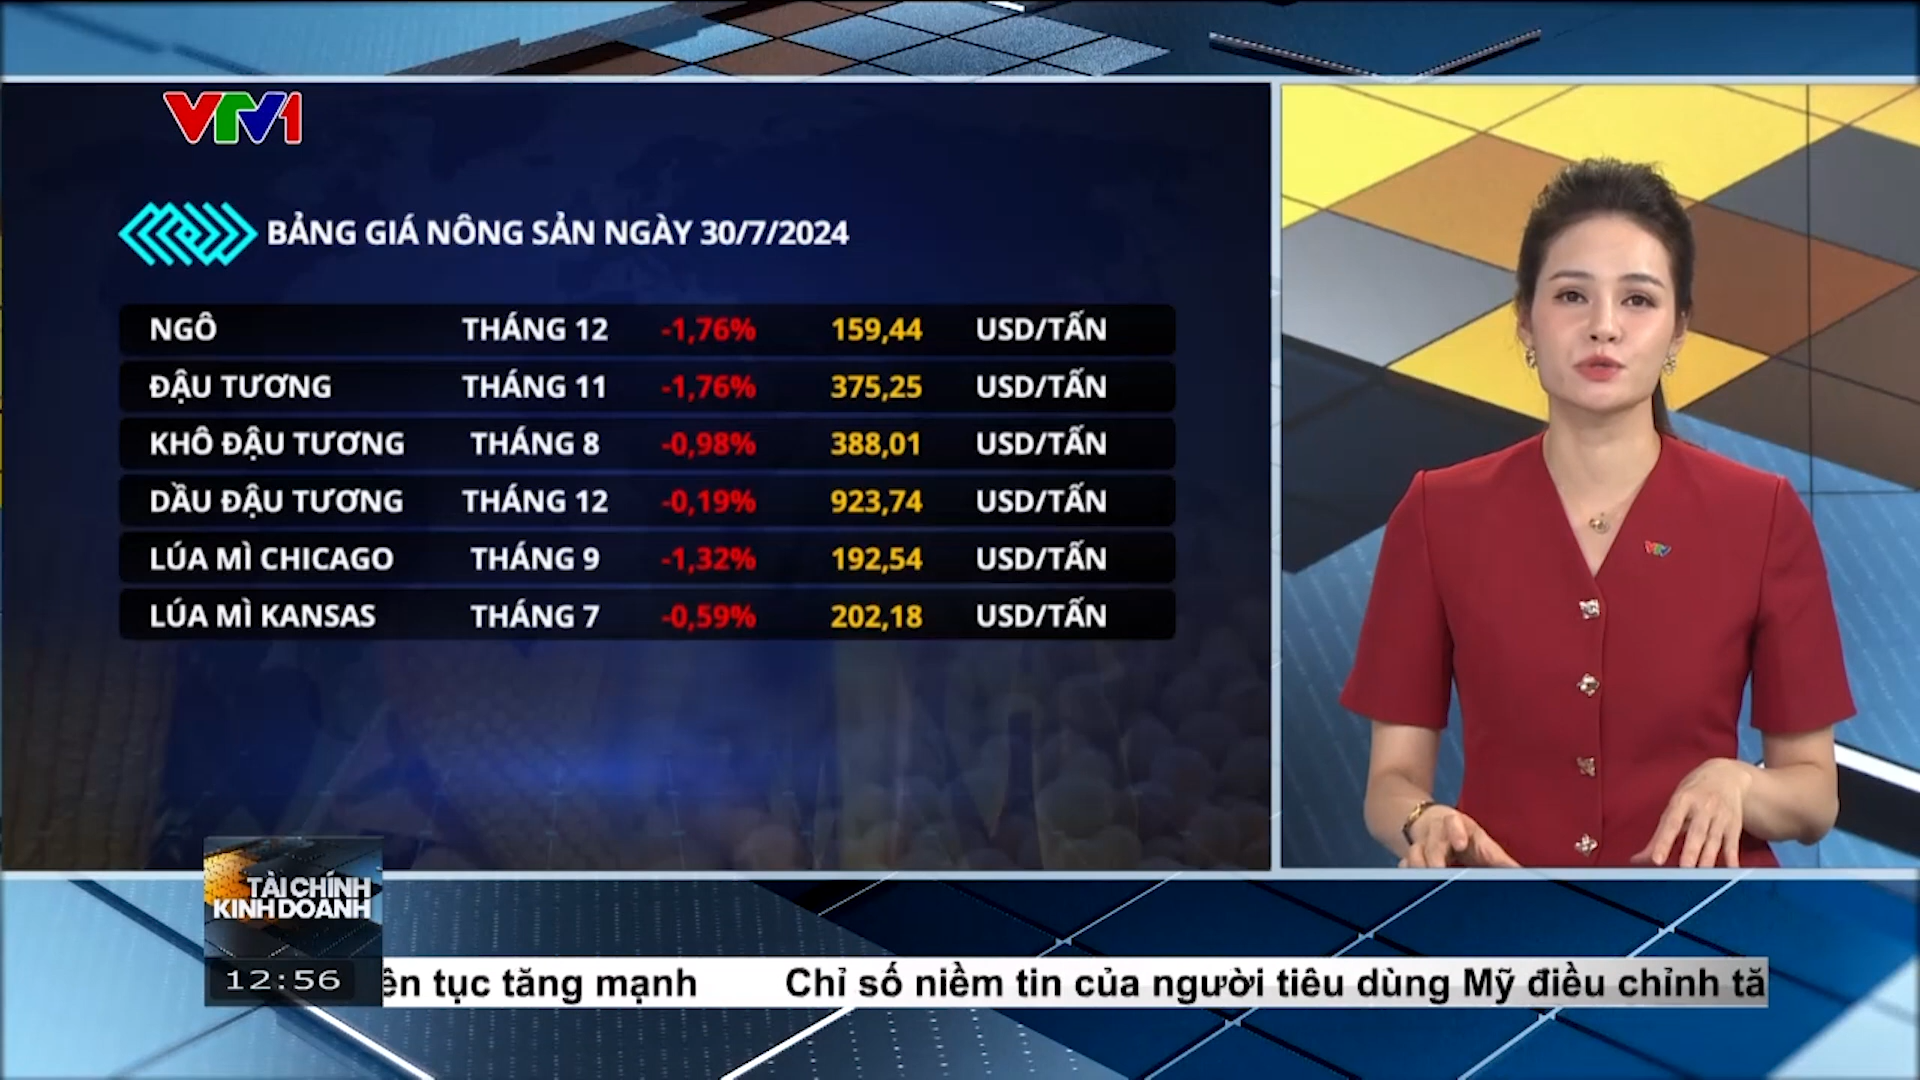 VTV1
BẢNG GIÁ NÔNG SẢN NGÀY 30/7/2024
NGÔ THÁNG 12 -1,76% 159,44 USD/TẤN
ĐẬU TƯƠNG THÁNG 11 -1,76% 375,25 USD/TẤN
KHÔ ĐẬU TƯƠNG THÁNG 8 -0,98% 388,01 USD/TẤN
DẦU ĐẬU TƯƠNG THÁNG 12 -0,19% 923,74 USD/TẤN
LÚA MÌ CHICAGO THÁNG 9 -1,32% 192,54 USD/TẤN
LÚA MÌ KANSAS THÁNG 7 -0,59% 202,18 USD/TẤN
VTV
TÀI CHÍNH
KINH DOANH
12:56
ên tục tăng mạnh Chỉ số niềm tin của người tiêu dùng Mỹ điều chỉnh tă